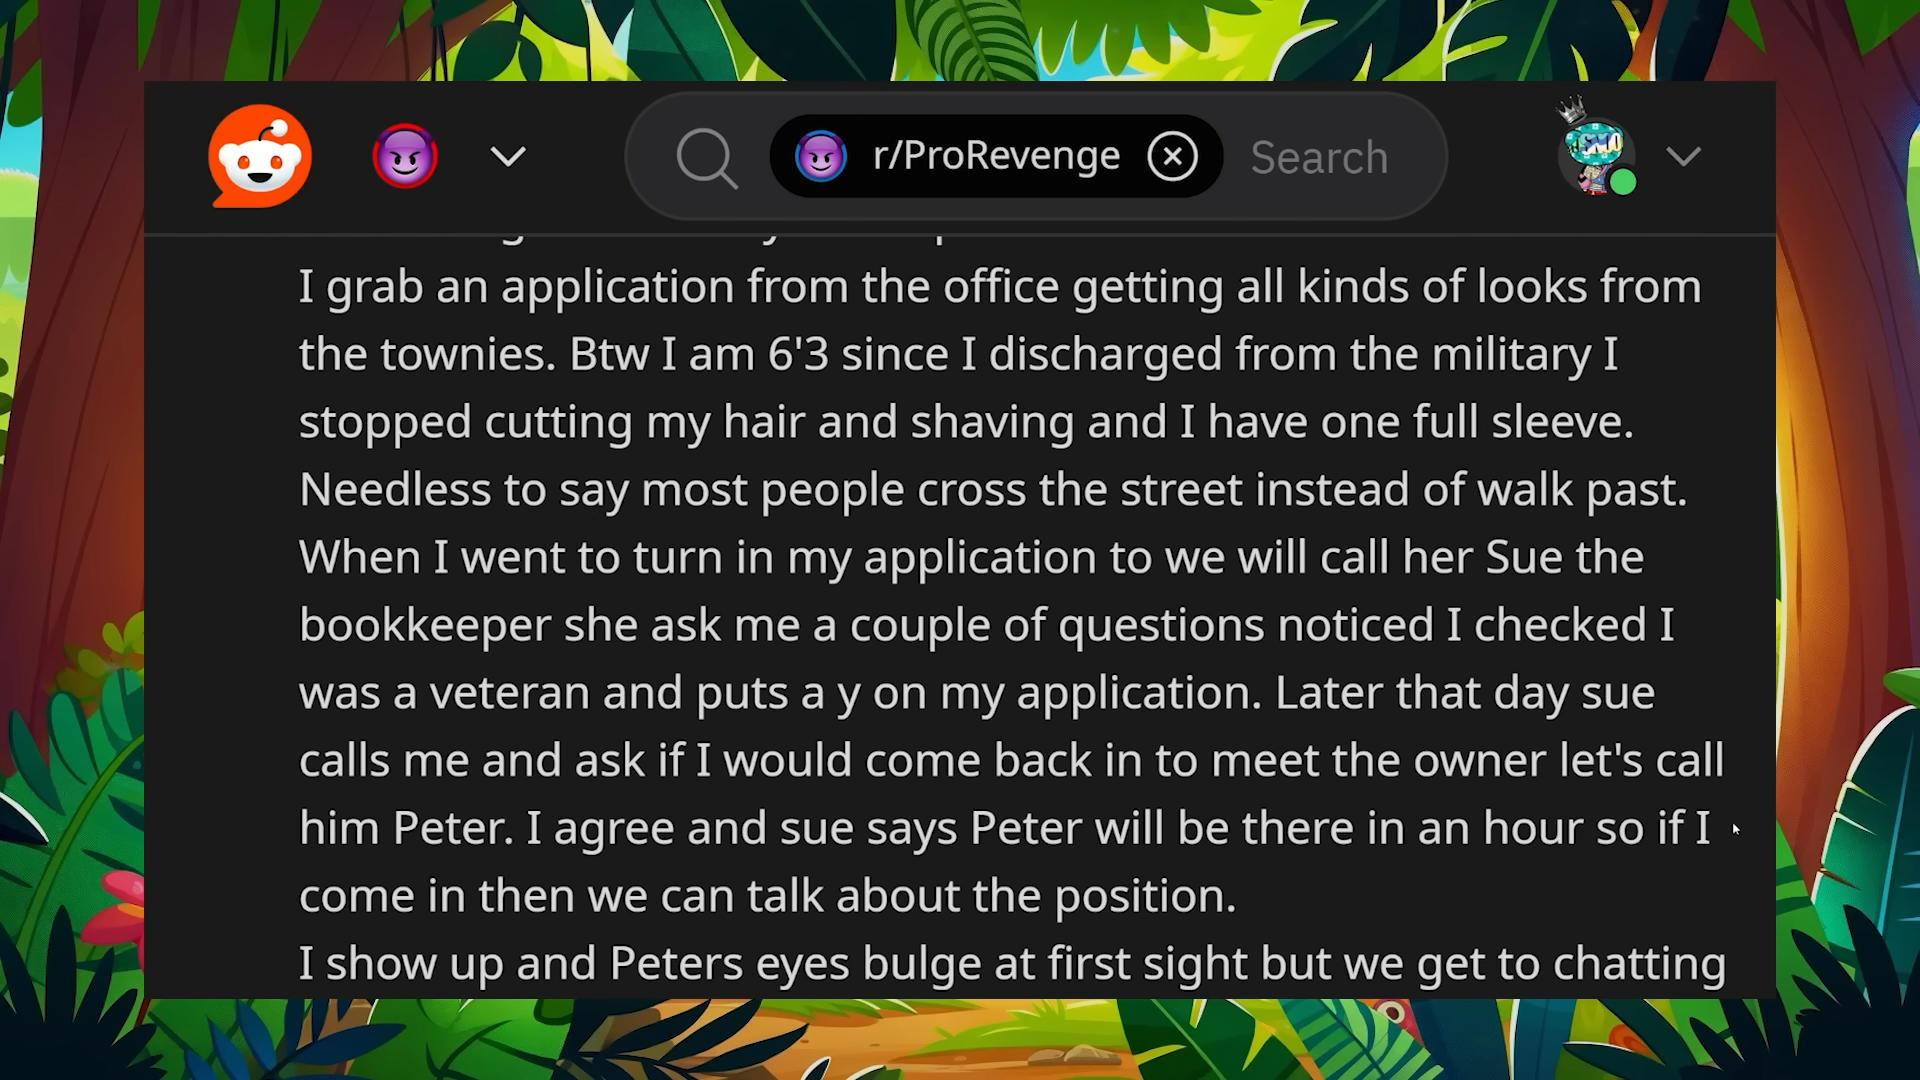 r/ProRevenge Search
I grab an application from the office getting all kinds of looks from
the townies. Btw I am 6'3 since I discharged from the military I
stopped cutting my hair and shaving and I have one full sleeve.
Needless to say most people cross the street instead of walk past.
When I went to turn in my application to we will call her Sue the
bookkeeper she ask me a couple of questions noticed I checked I
was a veteran and puts a y on my application. Later that day sue
calls me and ask if I would come back in to meet the owner let's call
him Peter. I agree and sue says Peter will be there in an hour so if I
come in then we can talk about the position.
I show up and Peters eyes bulge at first sight but we get to chatting